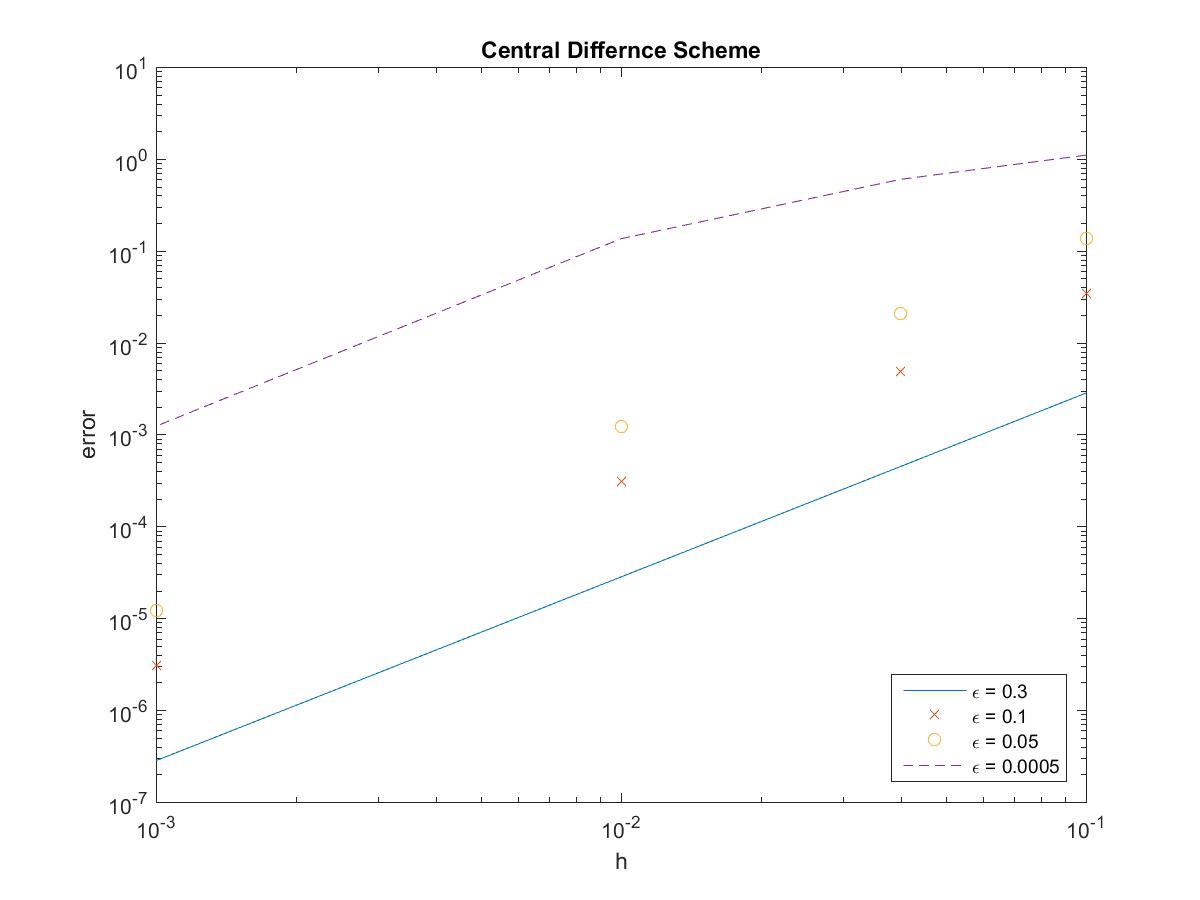 Central Differnce Scheme
10^1
10^0
10^-1
10^-2
10^-3
10^-4
10^-5
10^-6
10^-7
error
10^-3
10^-2
10^-1
h
ϵ = 0.3
ϵ = 0.1
ϵ = 0.05
ϵ = 0.0005